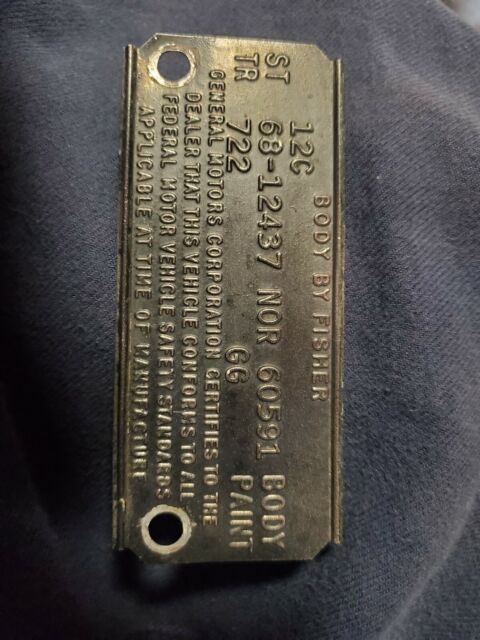 BODY BY FISHER
12C
ST 68-12437 NOR 60591 BODY
TR 722 GG PAINT
GENERAL MOTORS CORPORATION CERTIFIES TO THE
DEALER THAT THIS VEHICLE CONFORMS TO ALL
FEDERAL MOTOR VEHICLE SAFETY STANDARDS
APPLICABLE AT TIME OF MANUFACTURE